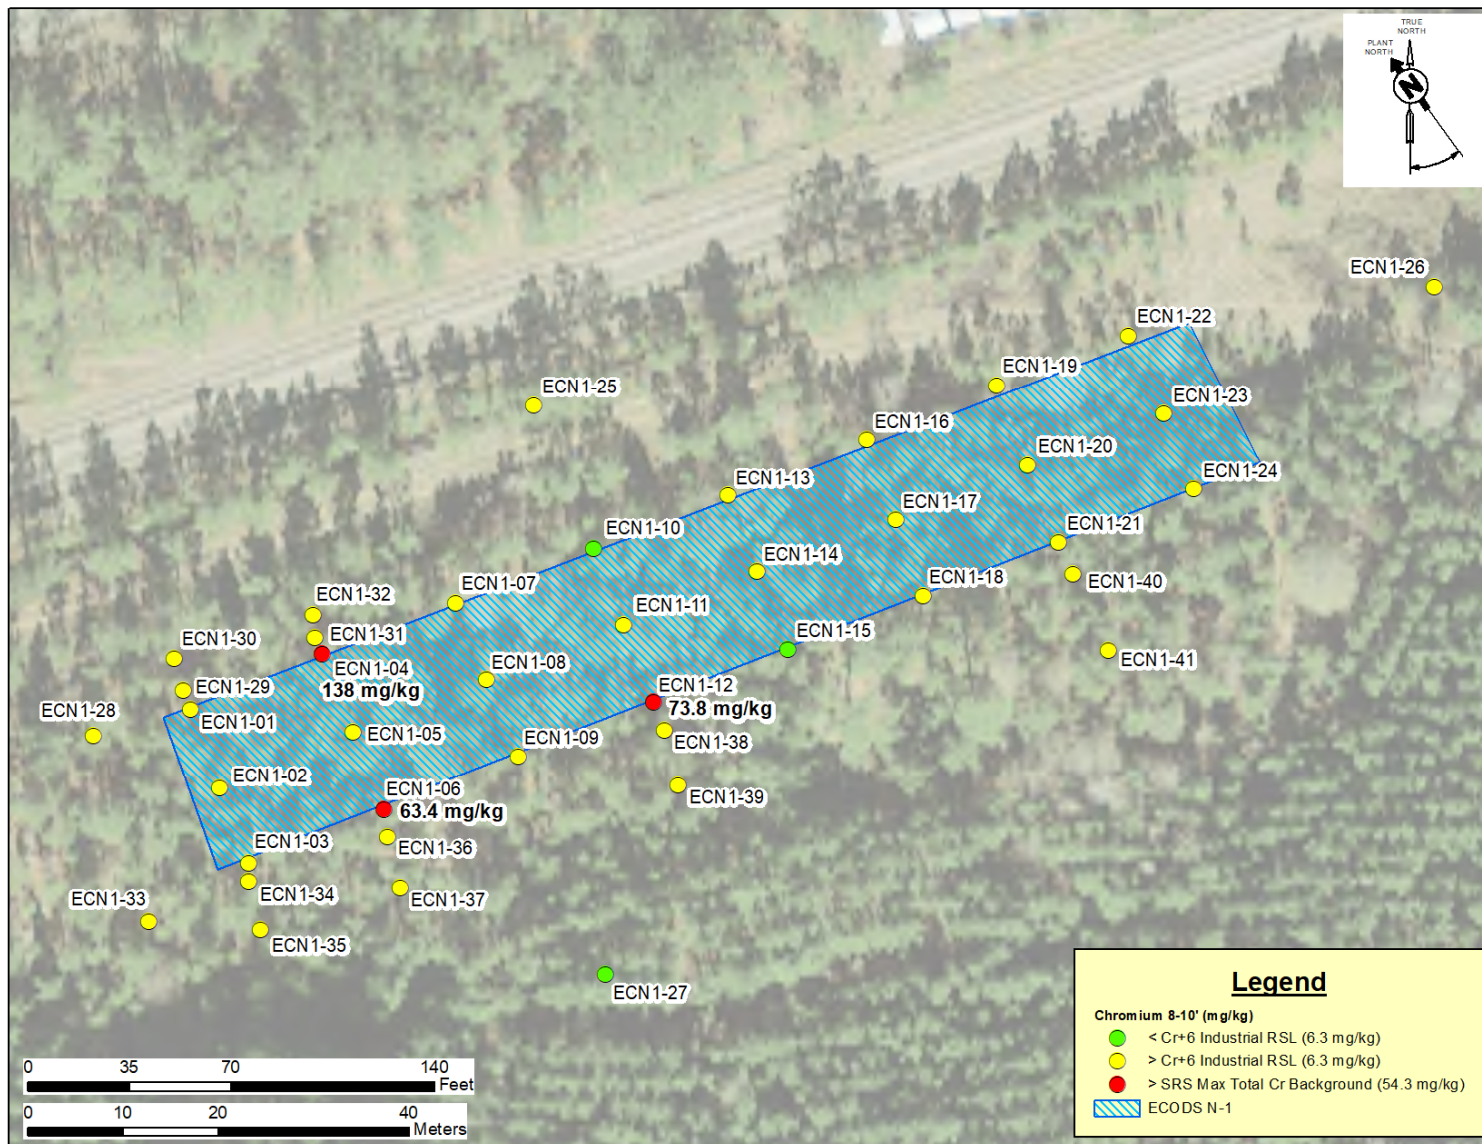 TRUE
NORTH
PLANT
NORTH
N
ECN1-26
ECN1-22
ECN1-19
ECN1-25
ECN1-23
ECN1-16
ECN1-20
ECN1-13
ECN1-24
ECN1-17
ECN1-10
ECN1-21
ECN1-14
ECN1-40
ECN1-07
ECN1-18
ECN1-32
ECN1-11
ECN1-15
ECN1-31
ECN1-30
ECN1-41
ECN1-04
138 mg/kg
ECN1-08
ECN1-12
73.8 mg/kg
ECN1-29
ECN1-28
ECN1-01
ECN1-05
ECN1-09
ECN1-38
ECN1-02
ECN1-06
63.4 mg/kg
ECN1-39
ECN1-03
ECN1-36
ECN1-34
ECN1-37
ECN1-33
ECN1-35
ECN1-27
Legend
Chromium 8-10' (mg/kg)
< Cr+6 Industrial RSL (6.3 mg/kg)
> Cr+6 Industrial RSL (6.3 mg/kg)
> SRS Max Total Cr Background (54.3 mg/kg)
ECODS N-1
0 35 70 140
Feet
0 10 20 40
Meters